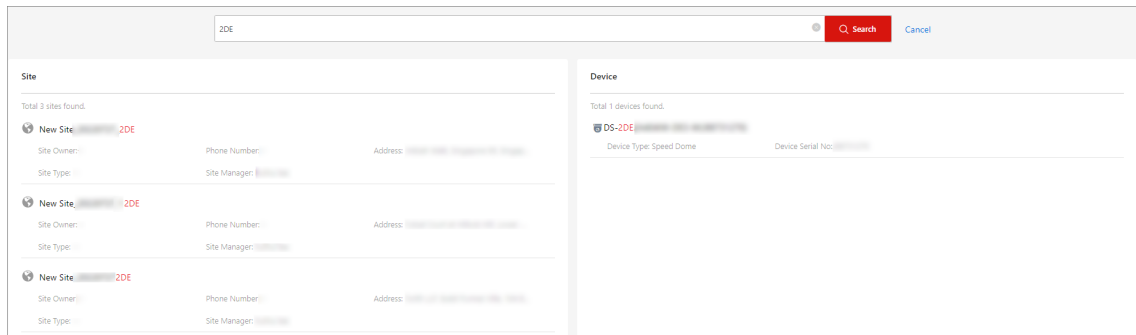 2DE
Search
Cancel
Site
Total 3 sites found.
New Site 2DE
Site Owner: Phone Number: Address:
Site Type: Site Manager:
New Site 2DE
Site Owner: Phone Number: Address:
Site Type: Site Manager:
New Site 2DE
Site Owner: Phone Number: Address:
Site Type: Site Manager:
Device
Total 1 devices found.
DS-2DE
Device Type: Speed Dome Device Serial No: